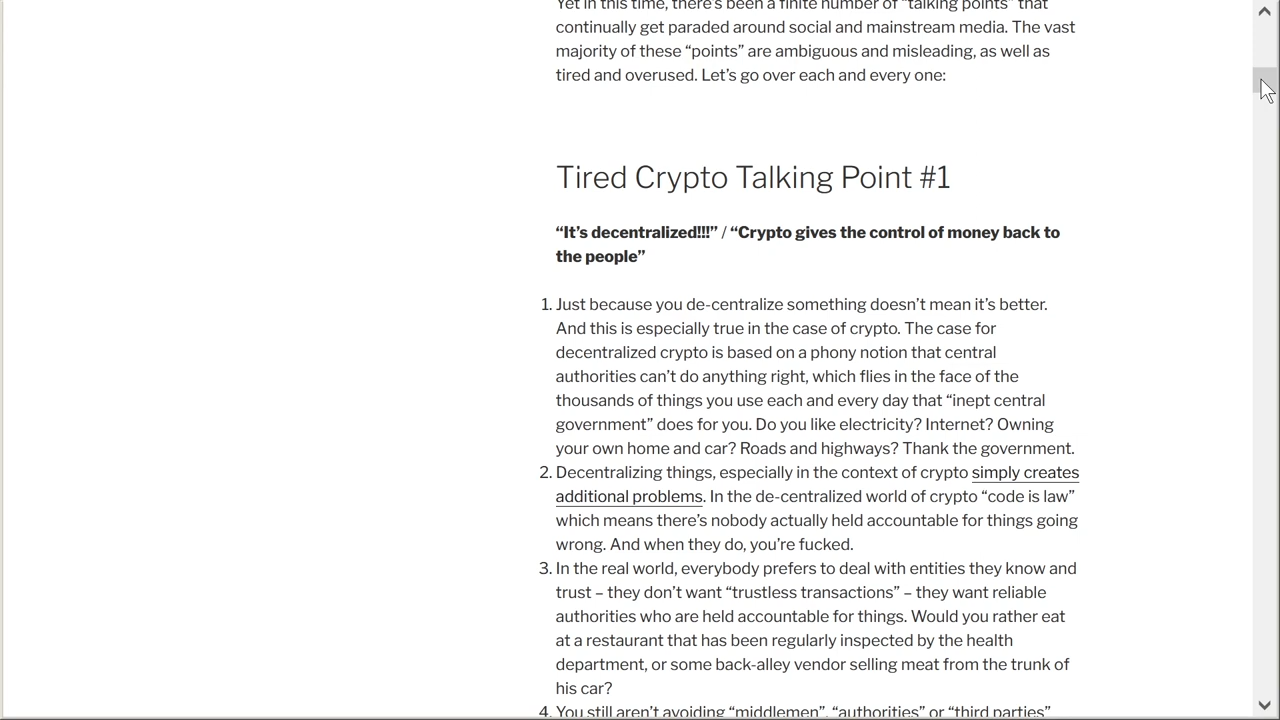 Yet in this time, there’s been a finite number of “talking points” that
continually get paraded around social and mainstream media. The vast
majority of these “points” are ambiguous and misleading, as well as
tired and overused. Let’s go over each and every one:
Tired Crypto Talking Point #1
“It’s decentralized!!!” / “Crypto gives the control of money back to
the people”
1. Just because you de-centralize something doesn’t mean it’s better.
And this is especially true in the case of crypto. The case for
decentralized crypto is based on a phony notion that central
authorities can’t do anything right, which flies in the face of the
thousands of things you use each and every day that “inept central
government” does for you. Do you like electricity? Internet? Owning
your own home and car? Roads and highways? Thank the government.
2. Decentralizing things, especially in the context of crypto simply creates
additional problems. In the de-centralized world of crypto “code is law”
which means there’s nobody actually held accountable for things going
wrong. And when they do, you’re fucked.
3. In the real world, everybody prefers to deal with entities they know and
trust – they don’t want “trustless transactions” – they want reliable
authorities who are held accountable for things. Would you rather eat
at a restaurant that has been regularly inspected by the health
department, or some back-alley vendor selling meat from the trunk of
his car?
4. You still aren’t avoiding “middlemen”, “authorities” or “third parties”